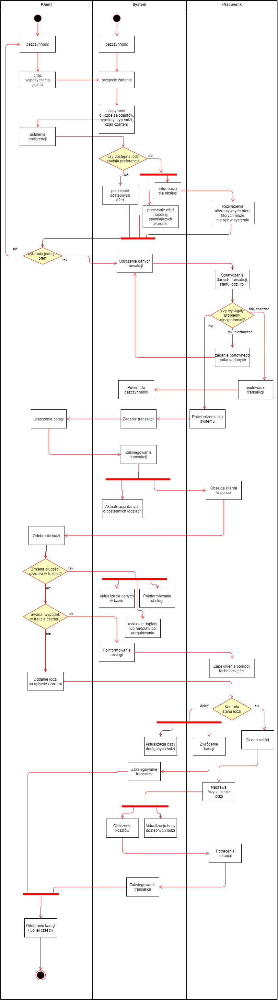 Klient
System
Pracownik
bezczynność
bezczynność
chęć
wypożyczenia
jachtu
przyjęcie żądania
zapytanie
o liczbę załogantów,
wymiary i typ łodzi,
czas czarteru
ustalenie
preferencji
czy dostępna łódź
spełnia preferencje
nie
tak
informacja
dla obsługi
przesłanie
dostępnych
ofert
Rozważenie
alternatywnych ofert,
których może
nie być w systemie
przesłanie ofert
najbliżej
spełniających
warunki
nie
wybranie jednej z
ofert
tak
Obliczenie danych
transakcji
Sprawdzenie
danych transakcji,
stanu łodzi itp.
czy wystąpiły
problemy,
niezgodności?
tak, znaczne
nie
tak, nieznaczne
żądanie ponownego
podania danych
Powrót do
bezczynności
anulowanie
transakcji
Uiszczenie opłaty
Żądanie transakcji
Potwierdzenie dla
systemu
Zaksięgowanie
transakcji
Obsługa klienta
w porcie
Aktualizacja danych
o dostępnych łodziach
Odebranie łodzi
Zmiana długości
czarteru w trakcie?
tak
nie
Aktualizacja danych
w bazie
Poinformowanie
obsługi
awaria, wypadek
w trakcie czarteru
tak
nie
ustalenie dopłaty
lub nadpłaty do
uregulowania
Poinformowanie
obsługi
Zapewnienie pomocy
technicznej itp.
Oddanie łodzi
po upływie czarteru
Kontrola
stanu łodzi
dobry
zły
Aktualizacja bazy
dostępnych łodzi
Zwrócenie
kaucji
Ocena szkód
Zaksięgowanie
transakcji
Naprawa
/czyszczenie
łodzi
Obliczenie
kosztów
Aktualizacja bazy
dostępnych łodzi
Potrącenie
z kaucji
Zaksięgowanie
transakcji
Odebranie kaucji
(lub jej części)